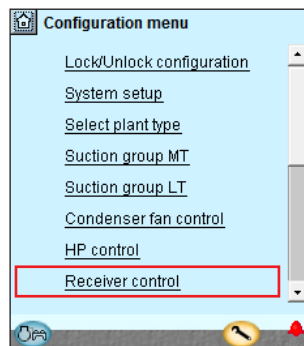 Configuration menu
Lock/Unlock configuration
System setup
Select plant type
Suction group MT
Suction group LT
Condenser fan control
HP control
Receiver control